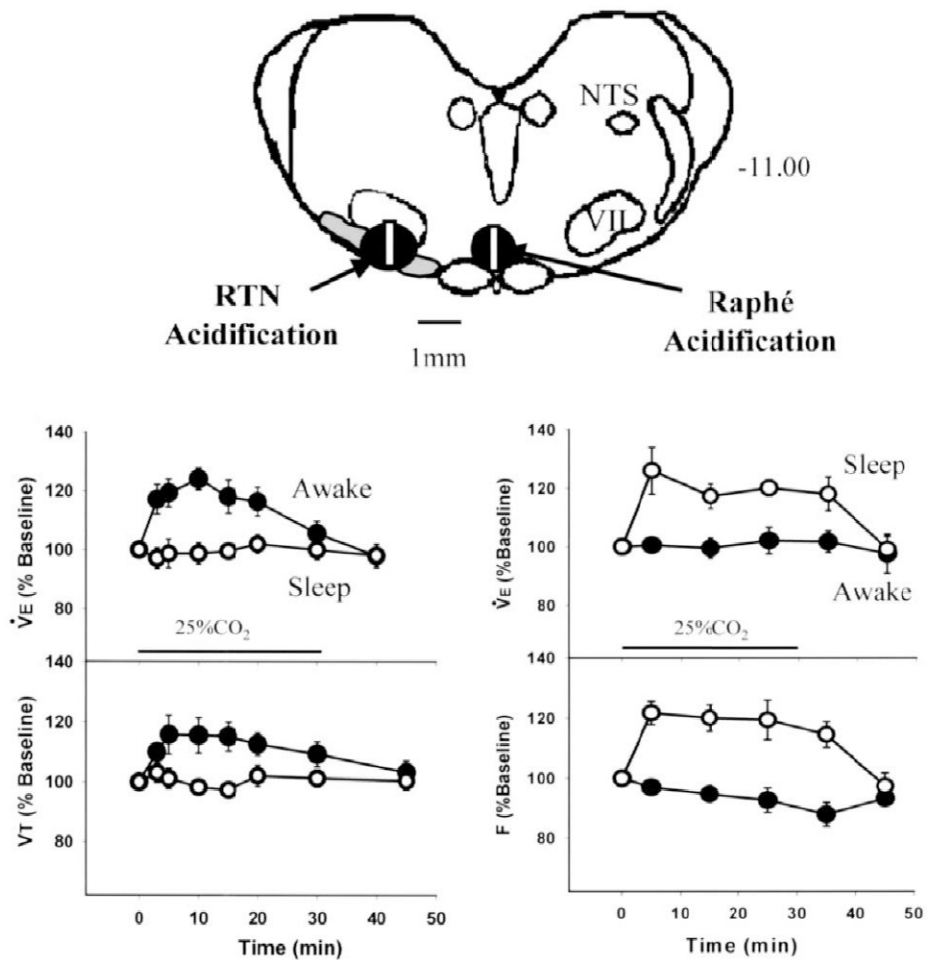 NTS
-11.00
VII
RTN
Acidification
Raphé
Acidification
1mm
140
120
100
80
V̇E (% Baseline)
Awake
Sleep
25%CO₂
140
120
100
80
VT (% Baseline)
0 10 20 30 40 50
Time (min)
140
120
100
80
V̇E (%Baseline)
Sleep
Awake
25%CO₂
140
120
100
80
F (%Baseline)
0 10 20 30 40 50
Time (min)